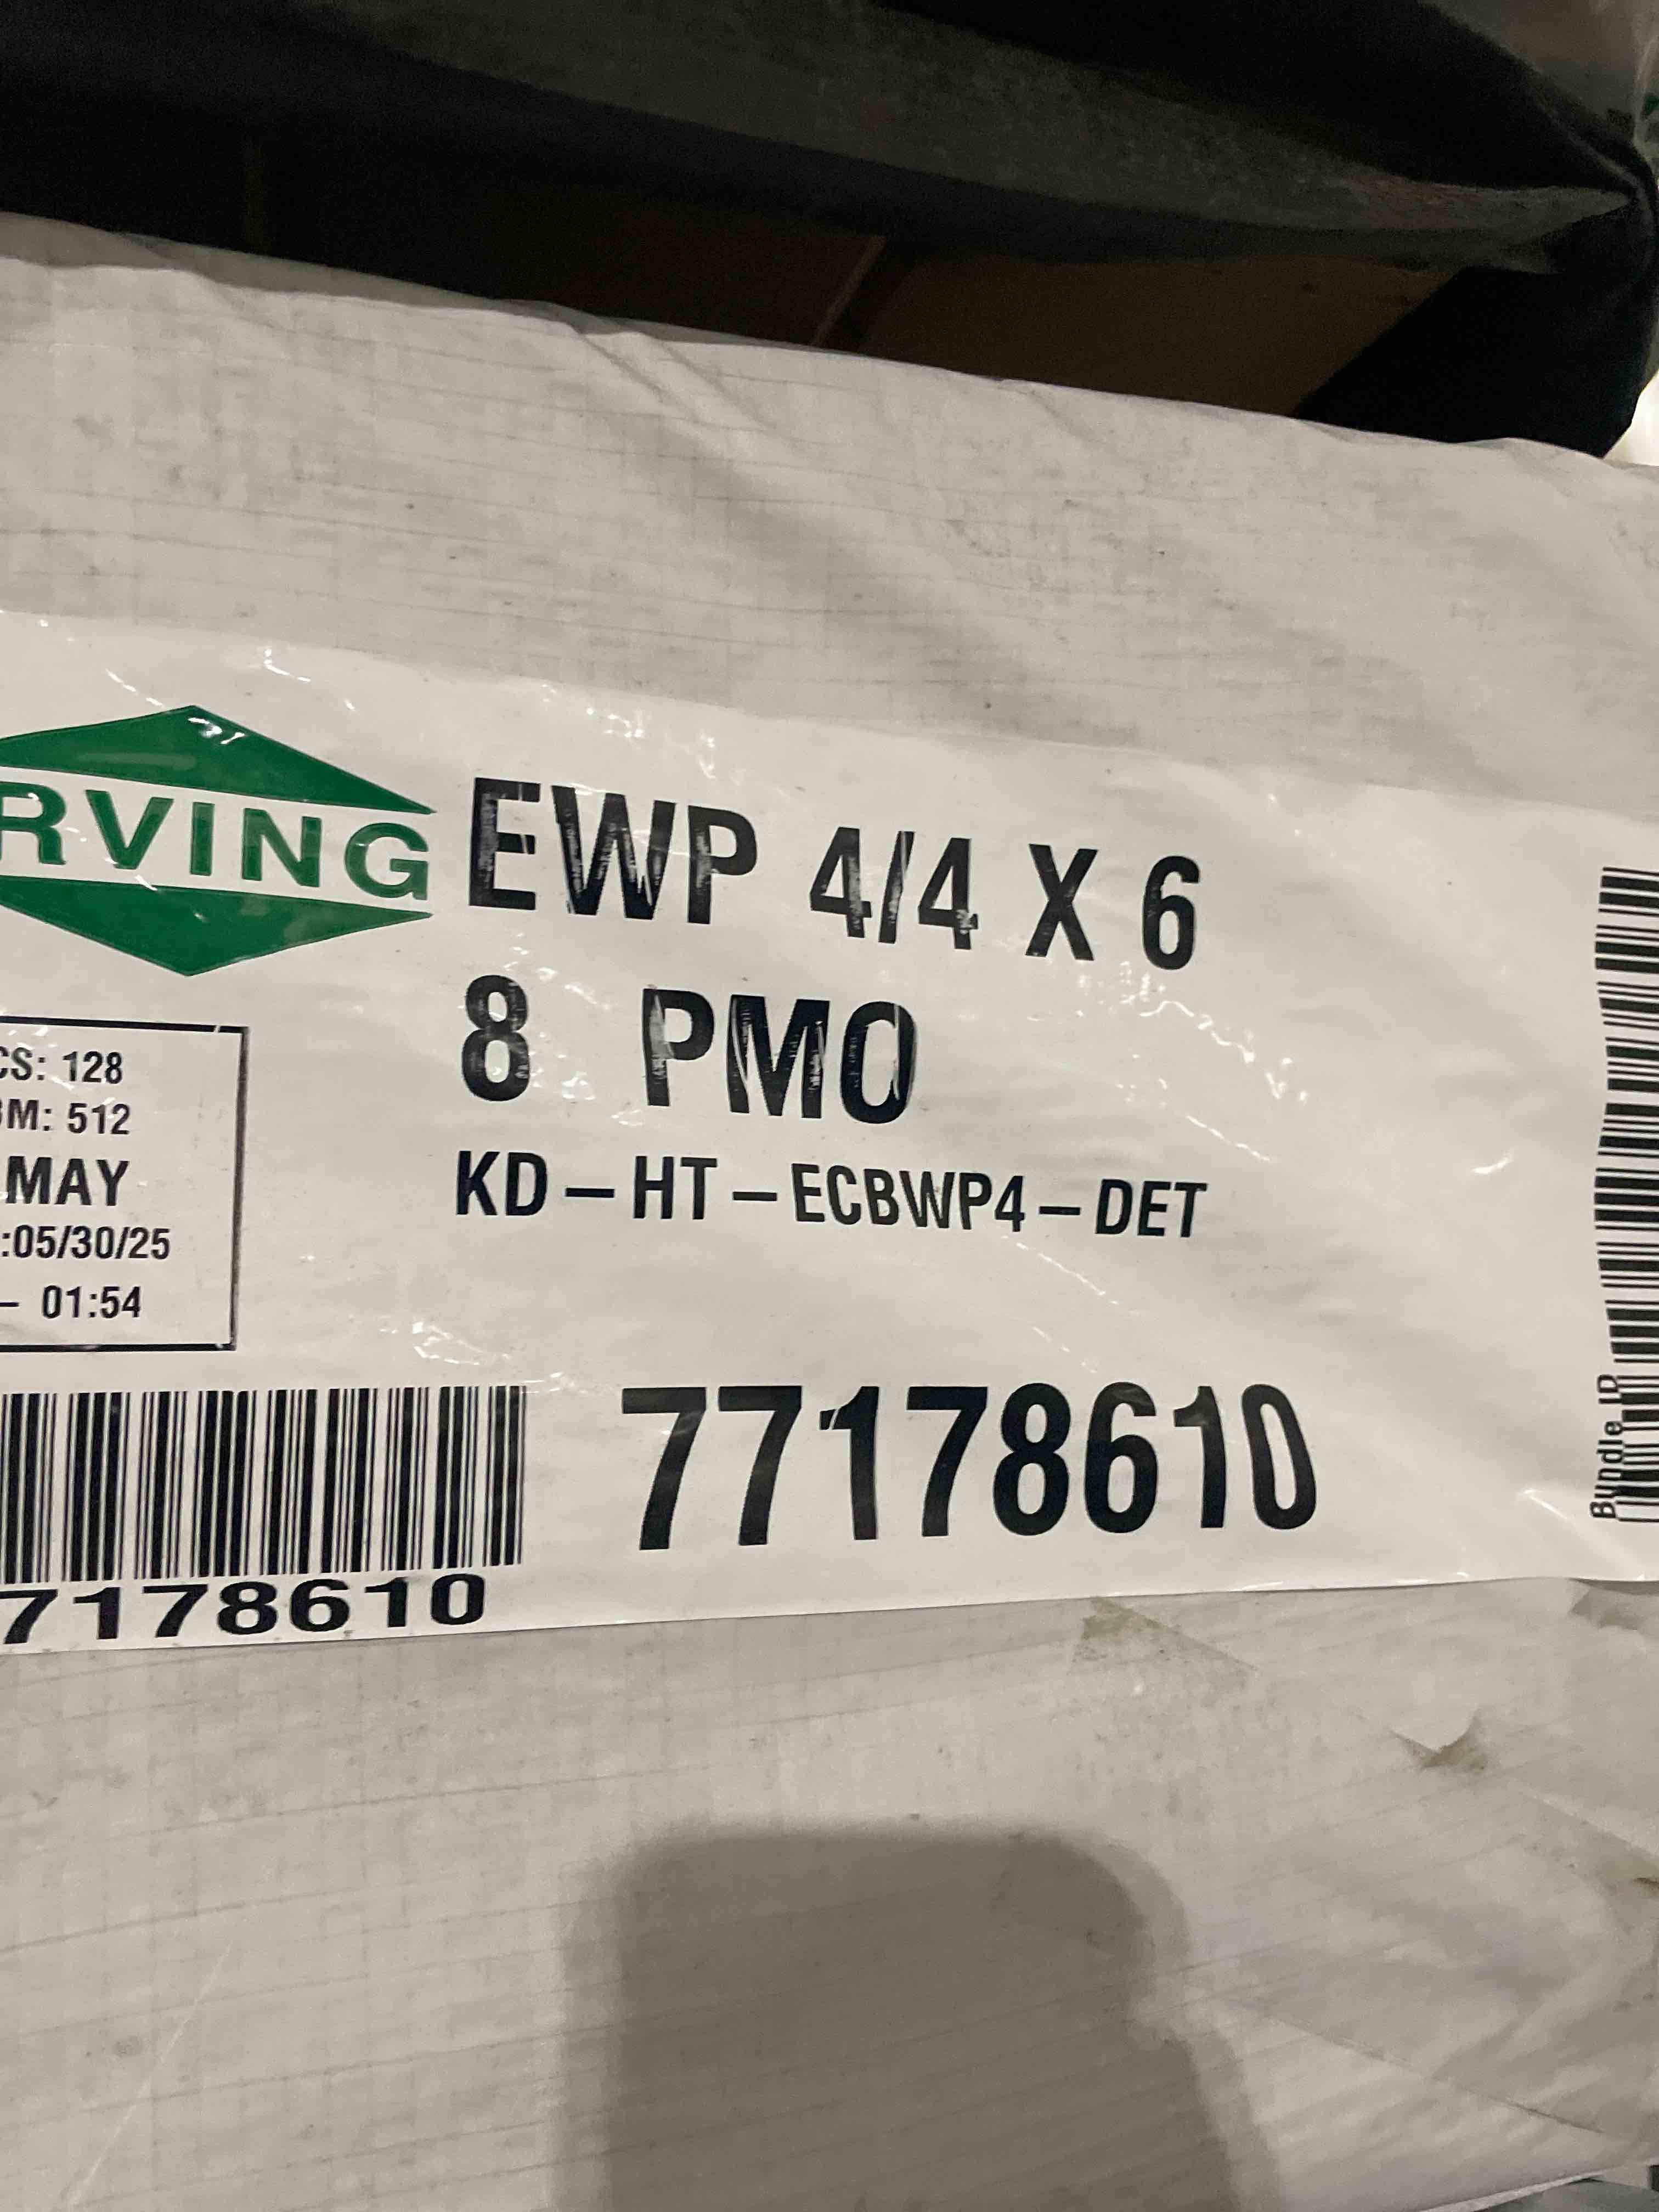 RVING
EWP 4/4 X 6
8 PMO
KD – HT – ECBWP4 – DET
CS: 128
BM: 512
MAY
:05/30/25
– 01:54
77178610
7178610
Bundle ID